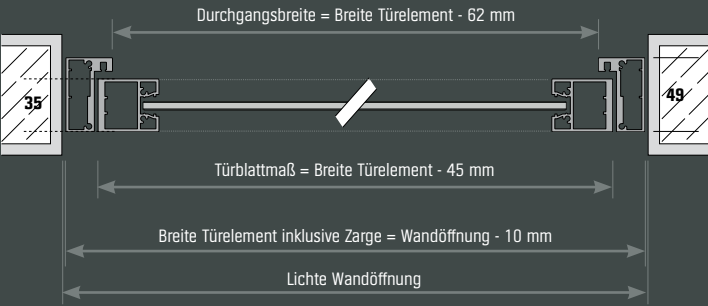 Durchgangsbreite = Breite Türelement - 62 mm
35
49
Türblattmaß = Breite Türelement - 45 mm
Breite Türelement inklusive Zarge = Wandöffnung - 10 mm
Lichte Wandöffnung